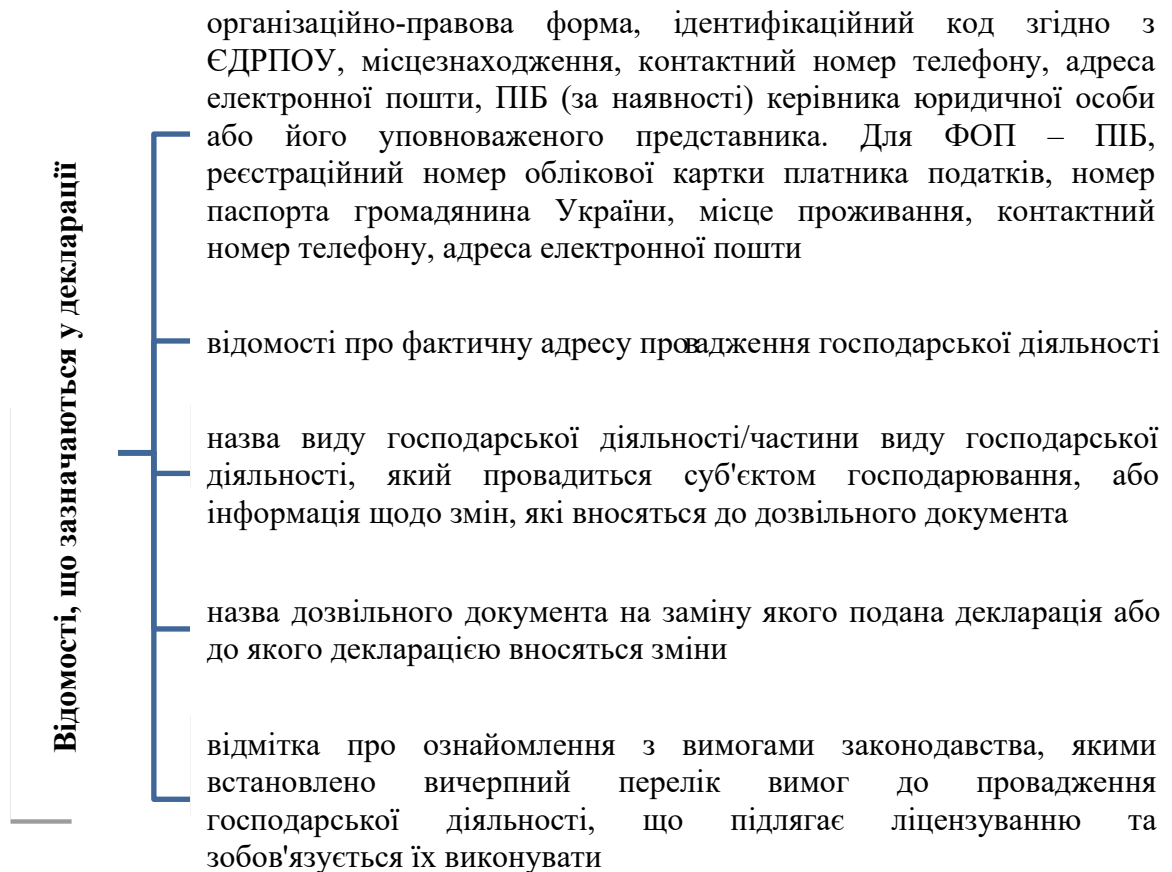 Відомості, що зазначаються у декларації
організаційно-правова форма, ідентифікаційний код згідно з
ЄДРПОУ, місцезнаходження, контактний номер телефону, адреса
електронної пошти, ПІБ (за наявності) керівника юридичної особи
або його уповноваженого представника. Для ФОП – ПІБ,
реєстраційний номер облікової картки платника податків, номер
паспорта громадянина України, місце проживання, контактний
номер телефону, адреса електронної пошти
відомості про фактичну адресу провадження господарської діяльності
назва виду господарської діяльності/частини виду господарської
діяльності, який провадиться суб'єктом господарювання, або
інформація щодо змін, які вносяться до дозвільного документа
назва дозвільного документа на заміну якого подана декларація або
до якого декларацією вносяться зміни
відмітка про ознайомлення з вимогами законодавства, якими
встановлено вичерпний перелік вимог до провадження
господарської діяльності, що підлягає ліцензуванню та
зобов'язується їх виконувати